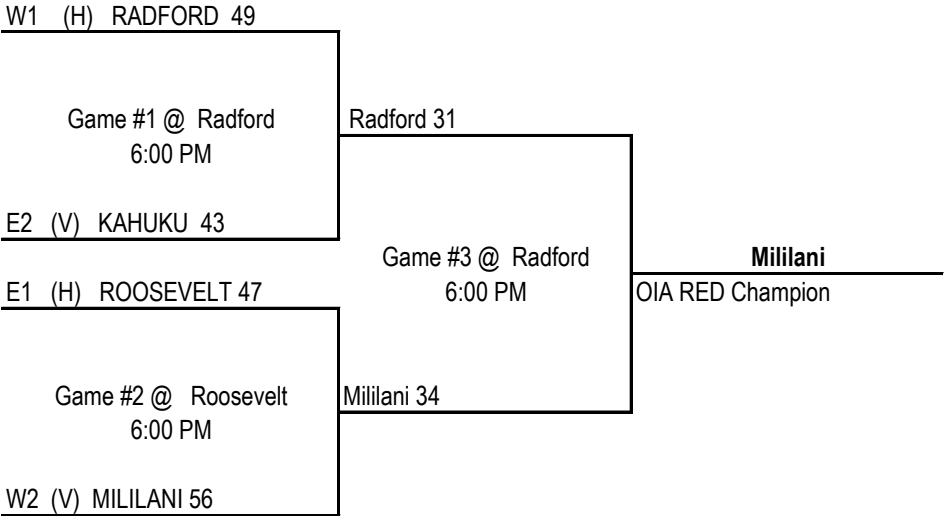 W1 (H) RADFORD 49
Game #1 @ Radford
6:00 PM
Radford 31
E2 (V) KAHUKU 43
Game #3 @ Radford
6:00 PM
Mililani
OIA RED Champion
E1 (H) ROOSEVELT 47
Game #2 @ Roosevelt
6:00 PM
Mililani 34
W2 (V) MILILANI 56